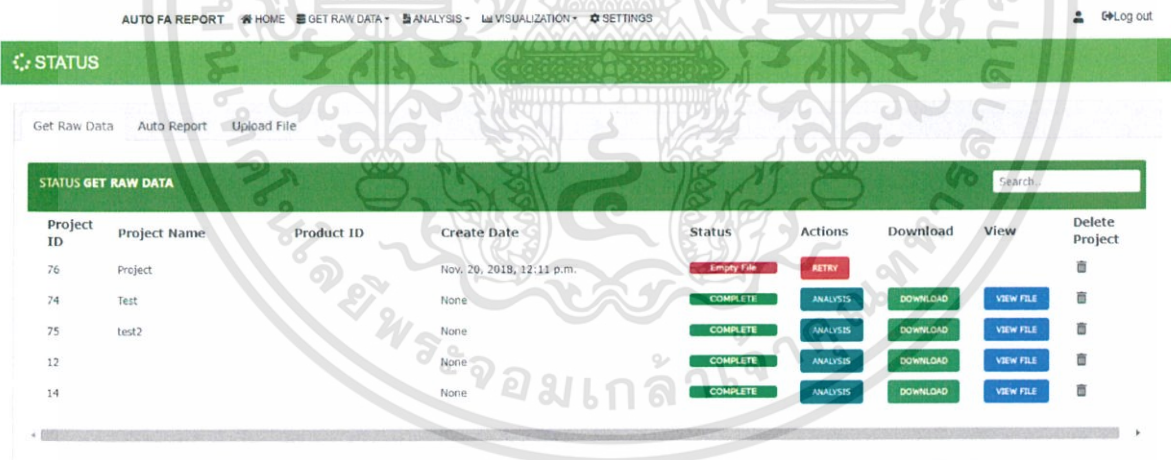 AUTO FA REPORT HOME GET RAW DATA ANALYSIS VISUALIZATION SETTINGS Log out
STATUS
Get Raw Data Auto Report Upload File
STATUS GET RAW DATA Search..
Project ID Project Name Product ID Create Date Status Actions Download View Delete Project
76 Project Nov. 20, 2018, 12:11 p.m. Empty File RETRY
74 Test None COMPLETE ANALYSIS DOWNLOAD VIEW FILE
75 test2 None COMPLETE ANALYSIS DOWNLOAD VIEW FILE
12 None COMPLETE ANALYSIS DOWNLOAD VIEW FILE
14 None COMPLETE ANALYSIS DOWNLOAD VIEW FILE